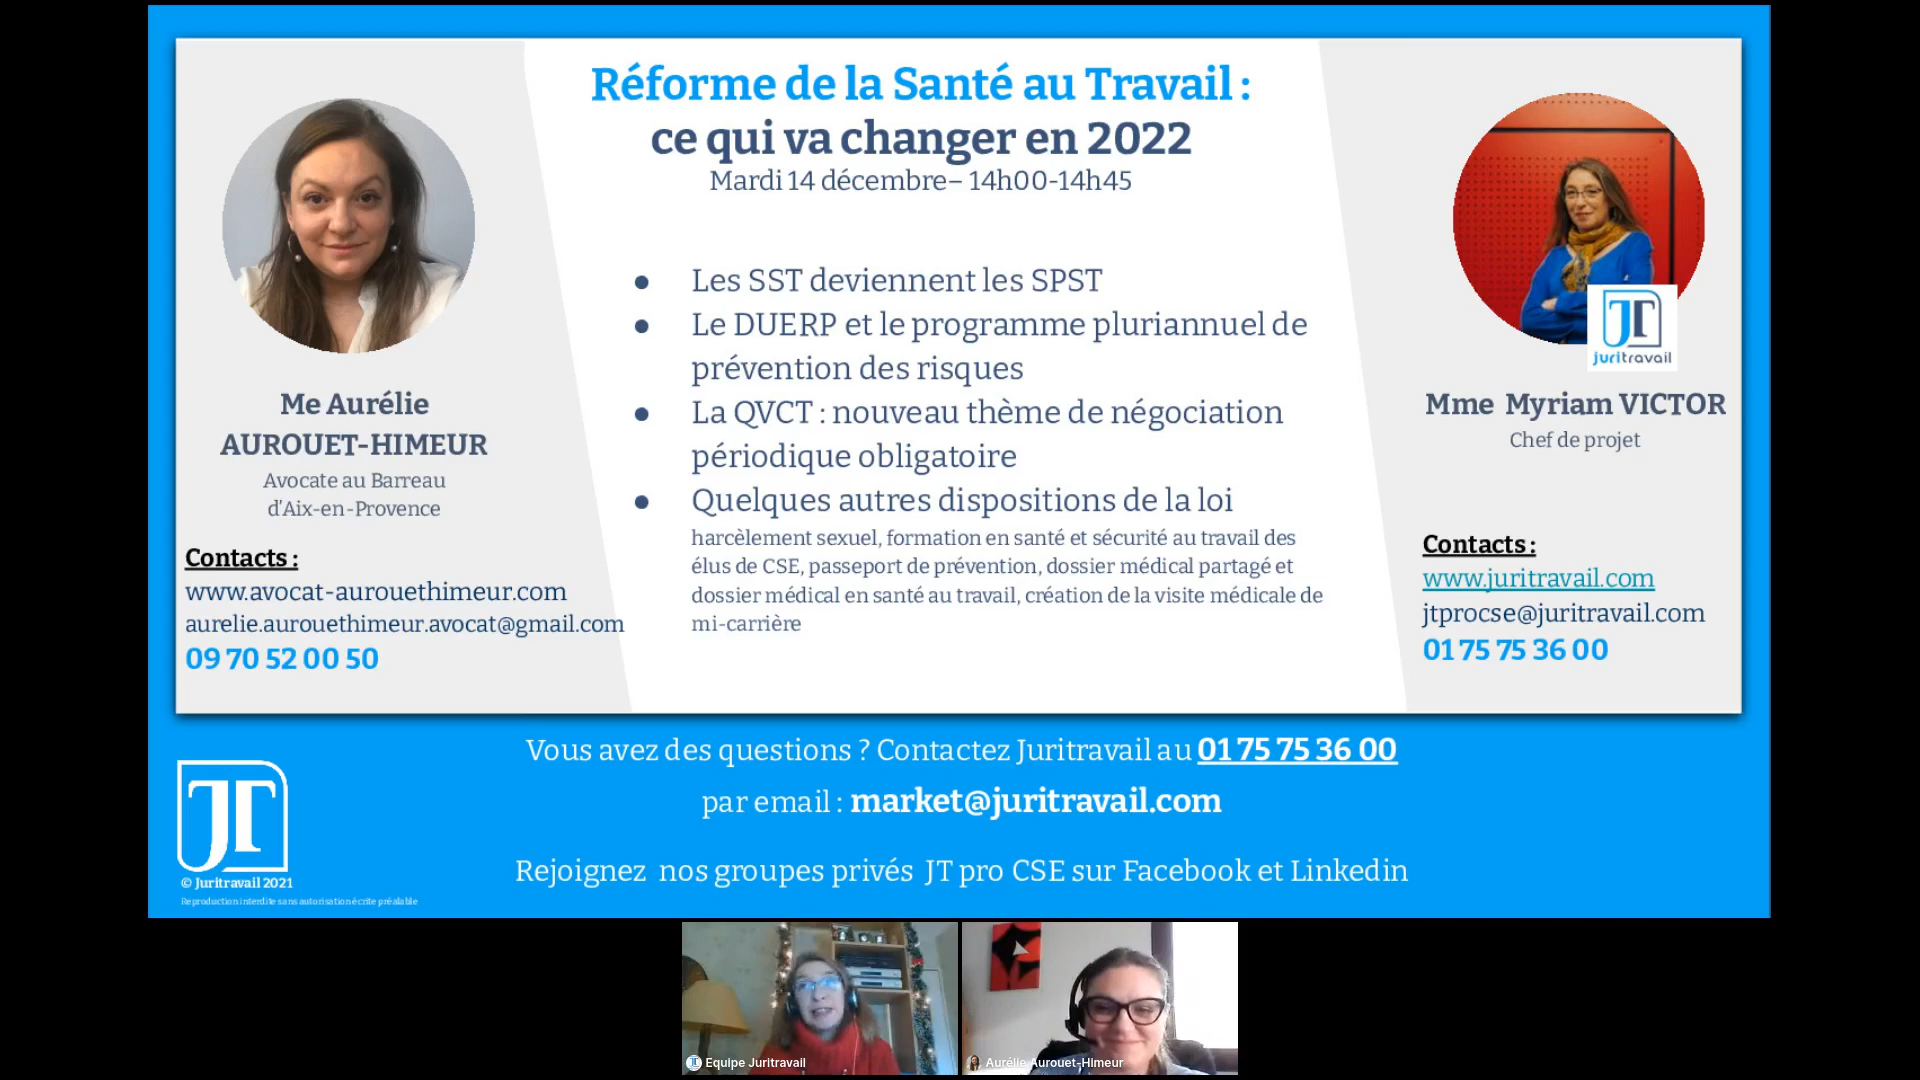 Réforme de la Santé au Travail :
ce qui va changer en 2022
Mardi 14 décembre– 14h00-14h45
Me Aurélie
AUROUET-HIMEUR
Avocate au Barreau
d'Aix-en-Provence
Contacts :
www.avocat-aurouethimeur.com
aurelie.aurouethimeur.avocat@gmail.com
09 70 52 00 50
● Les SST deviennent les SPST
● Le DUERP et le programme pluriannuel de
prévention des risques
● La QVCT : nouveau thème de négociation
périodique obligatoire
● Quelques autres dispositions de la loi
harcèlement sexuel, formation en santé et sécurité au travail des
élus de CSE, passeport de prévention, dossier médical partagé et
dossier médical en santé au travail, création de la visite médicale de
mi-carrière
JT
juritravail
Mme Myriam VICTOR
Chef de projet
Contacts :
www.juritravail.com
jtprocse@juritravail.com
01 75 75 36 00
Vous avez des questions ? Contactez Juritravail au 01 75 75 36 00
par email : market@juritravail.com
Rejoignez nos groupes privés JT pro CSE sur Facebook et Linkedin
JT
© Juritravail 2021
Reproduction interdite sans autorisation écrite préalable
Equipe Juritravail
Aurélie Aurouet-Himeur